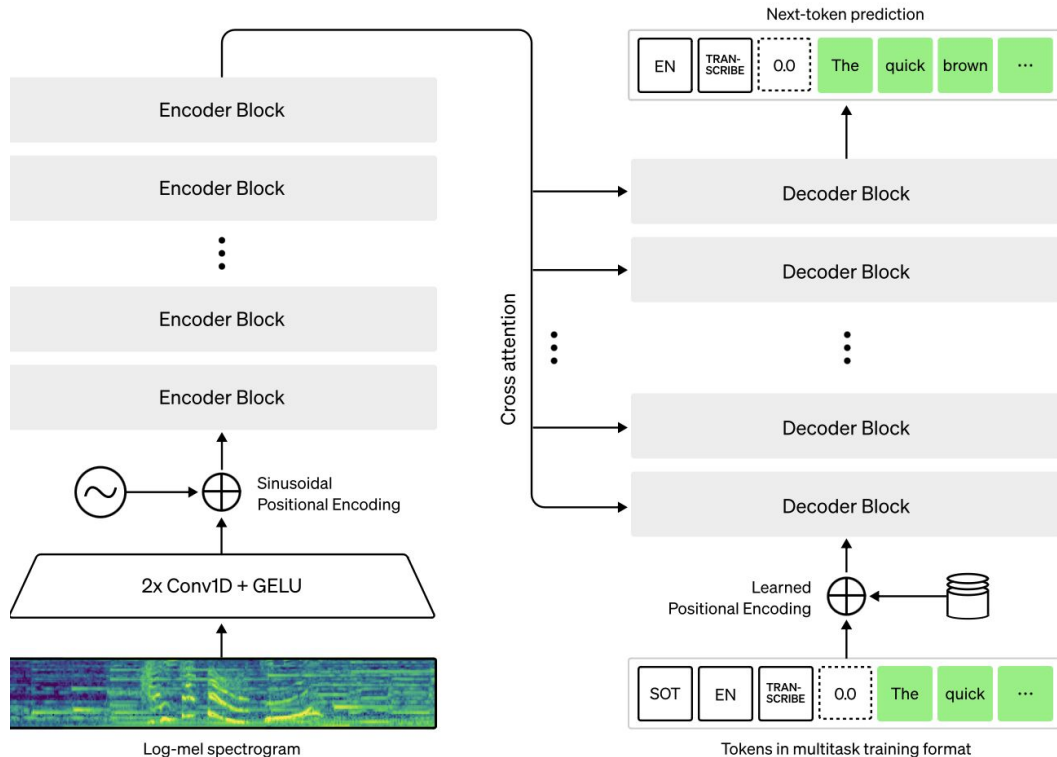 Next-token prediction
EN
TRAN-
SCRIBE
0.0
The
quick
brown
...
Encoder Block
Encoder Block
Encoder Block
Encoder Block
Sinusoidal
Positional Encoding
2x Conv1D + GELU
Log-mel spectrogram
Cross attention
Decoder Block
Decoder Block
Decoder Block
Decoder Block
Learned
Positional Encoding
SOT
EN
TRAN-
SCRIBE
0.0
The
quick
...
Tokens in multitask training format